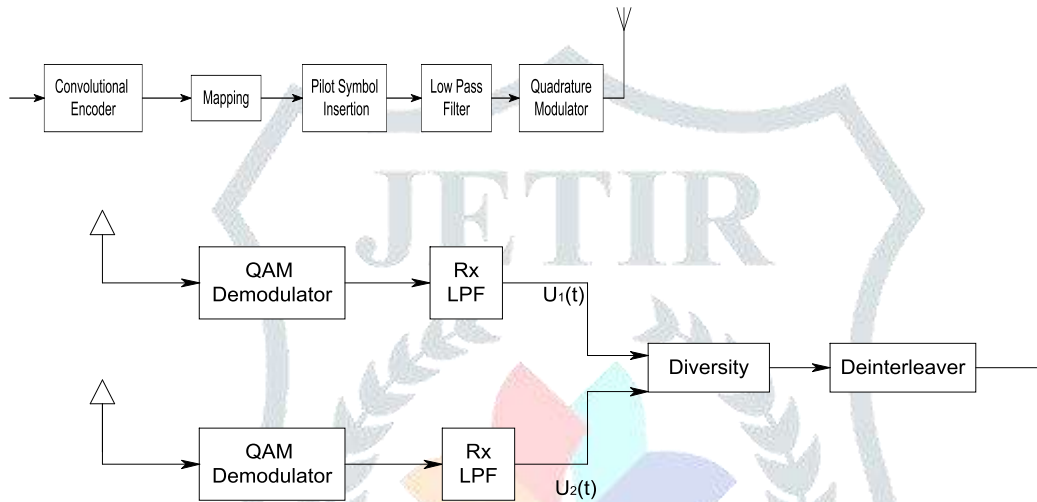 Convolutional
Encoder
Mapping
Pilot Symbol
Insertion
Low Pass
Filter
Quadrature
Modulator
JETIR
QAM
Demodulator
Rx
LPF
U₁(t)
Diversity
Deinterleaver
QAM
Demodulator
Rx
LPF
U₂(t)